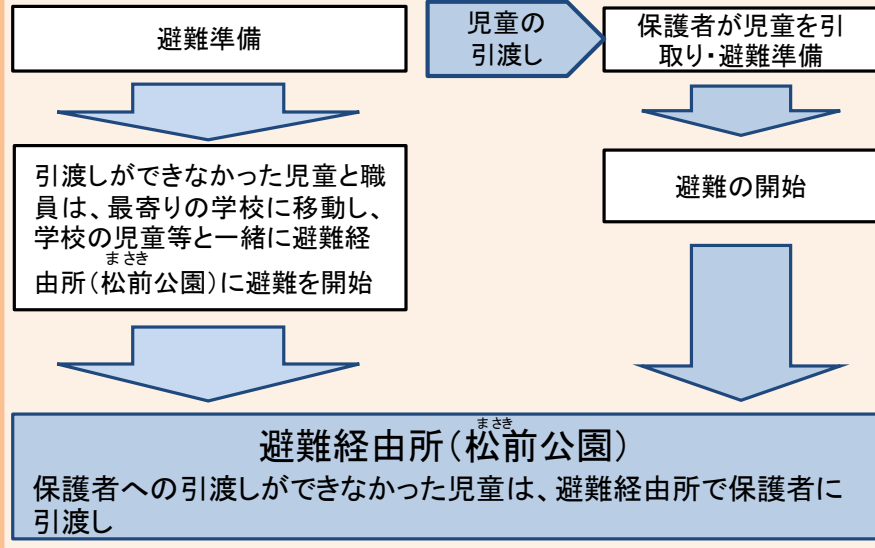 避難準備
児童の
引渡し
保護者が児童を引
取り・避難準備
引渡しができなかった児童と職
員は、最寄りの学校に移動し、
学校の児童等と一緒に避難経
まさき
由所(松前公園)に避難を開始
避難の開始
まさき
避難経由所(松前公園)
保護者への引渡しができなかった児童は、避難経由所で保護者に
引渡し